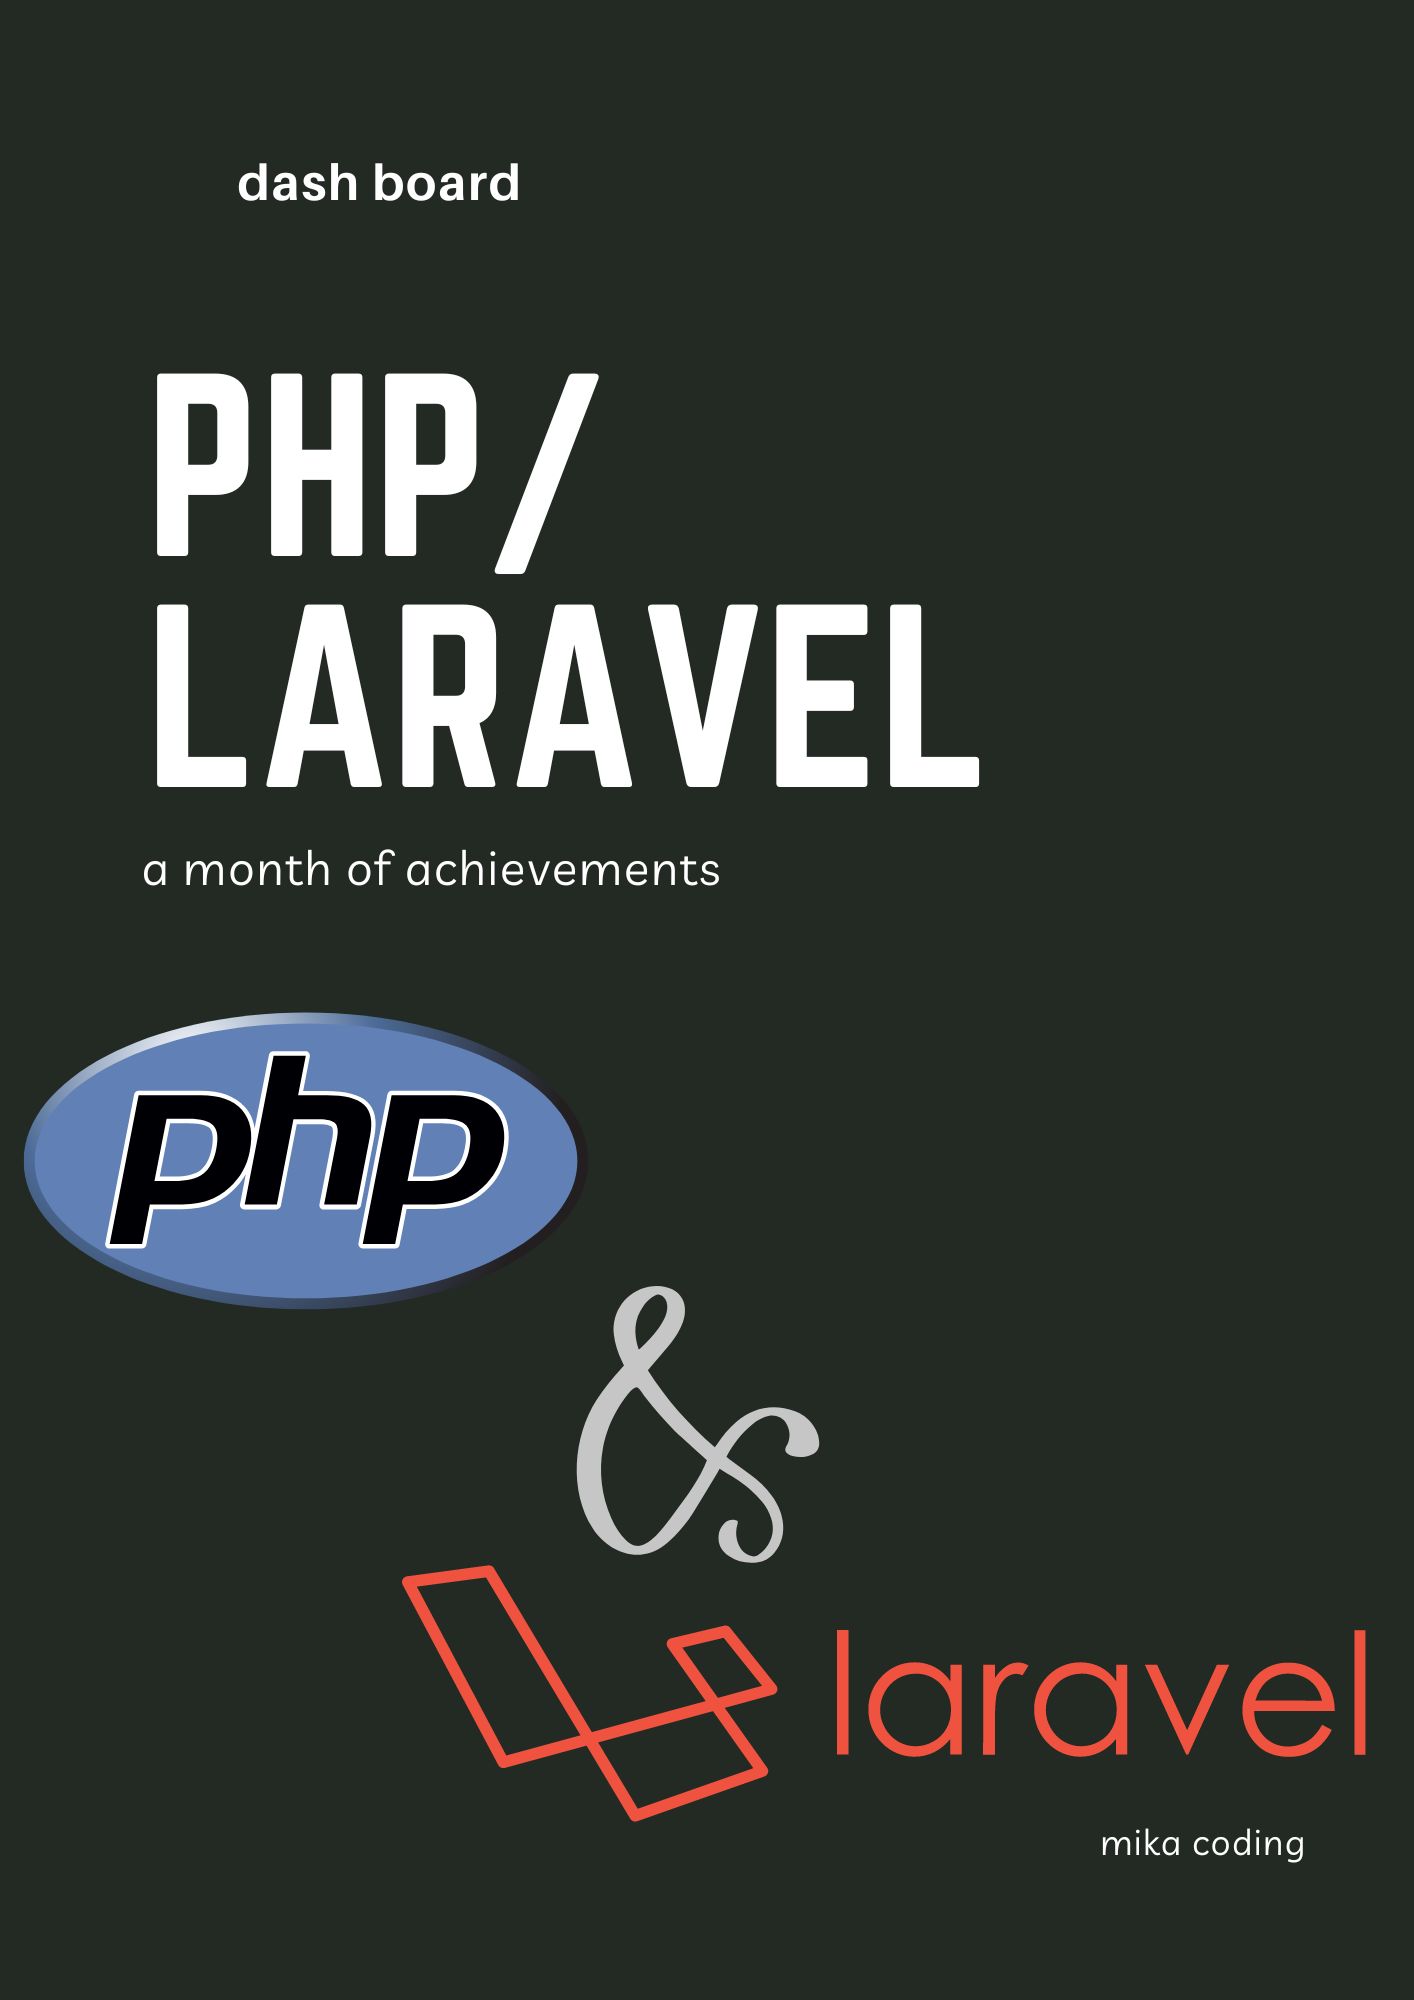 dash board
PHP/
LARAVEL
a month of achievements
php
&
laravel
mika coding